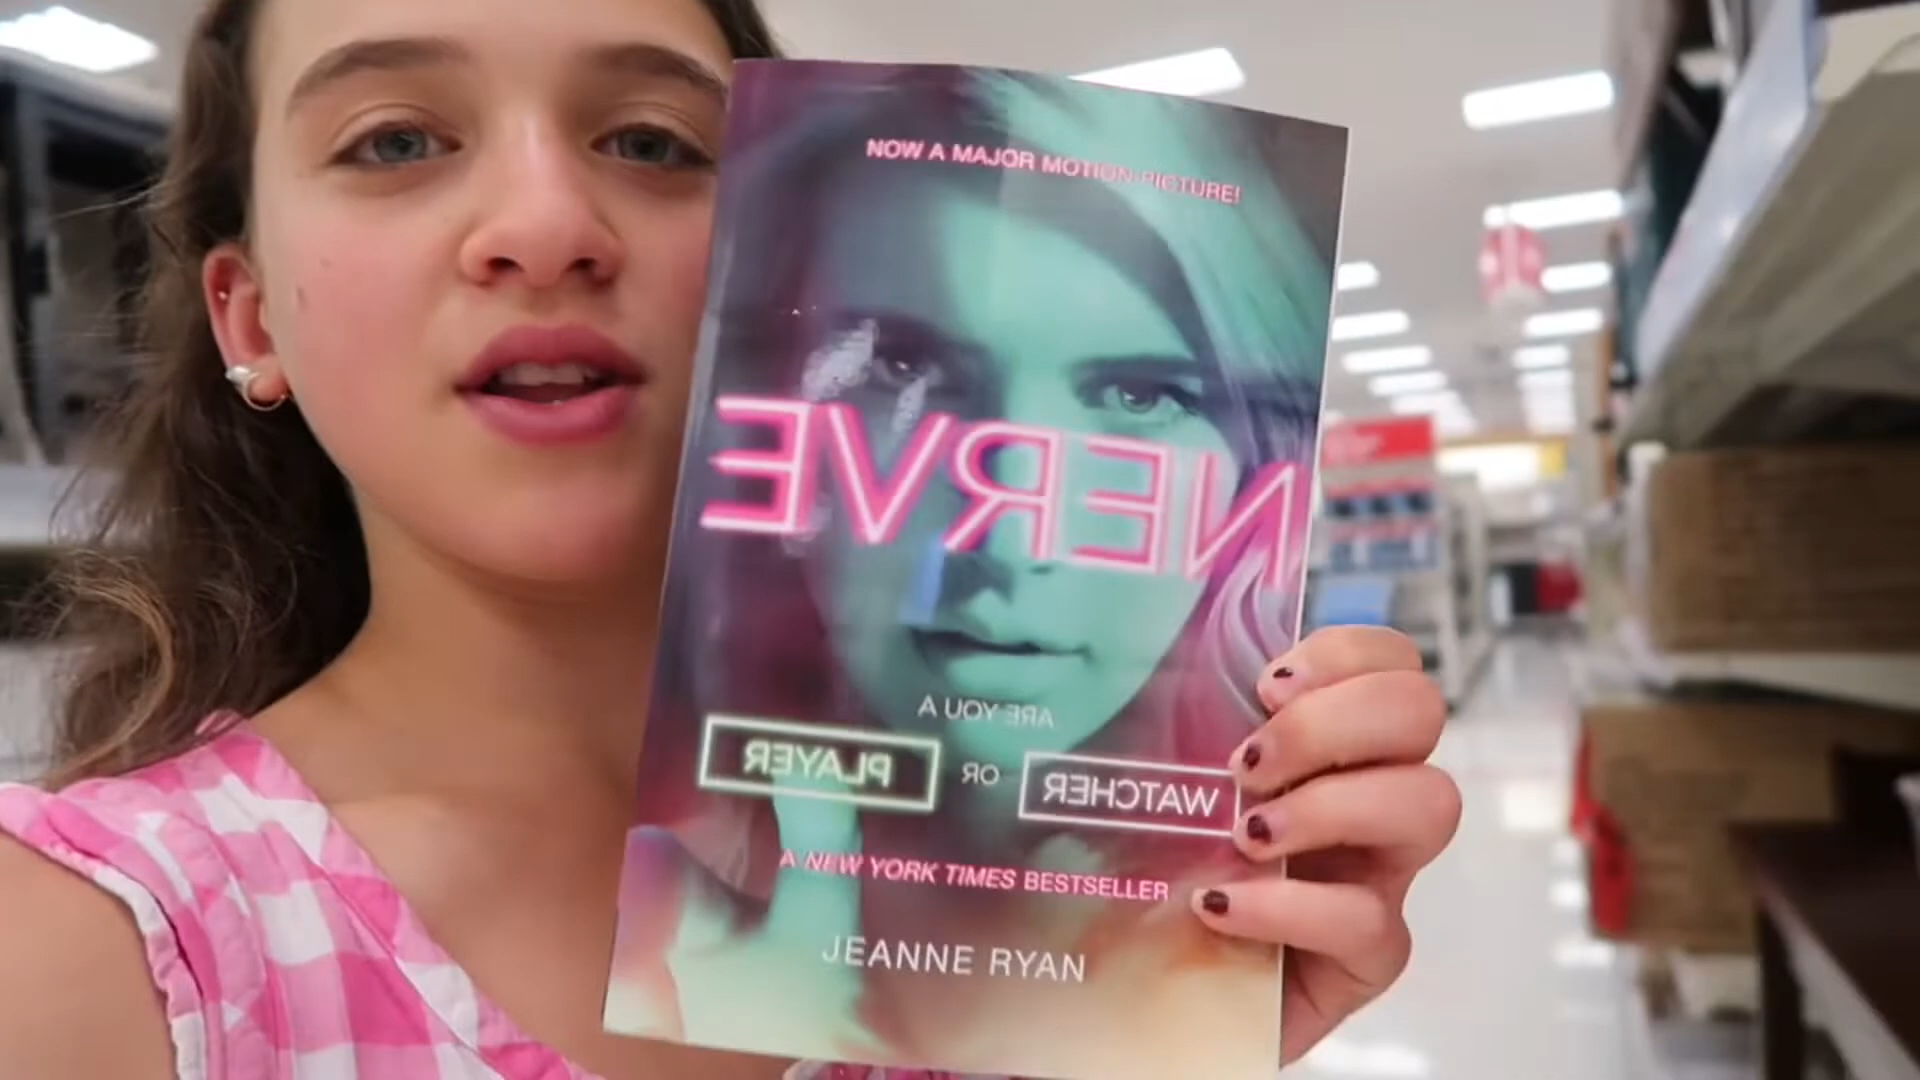 NOW A MAJOR MOTION PICTURE!
NERVE
ARE YOU A
WATCHER OR PLAYER
A NEW YORK TIMES BESTSELLER
JEANNE RYAN